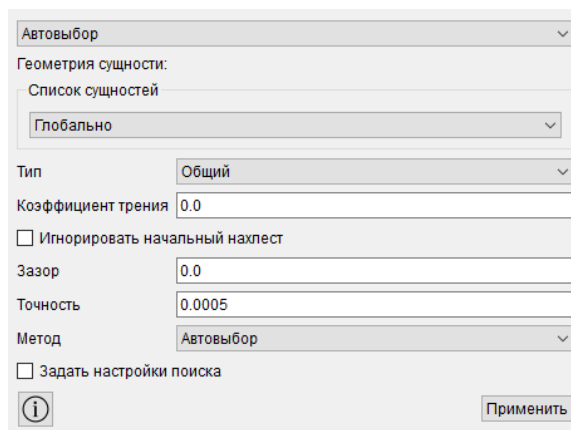 Автовыбор
Геометрия сущности:
Список сущностей
Глобально
Тип Общий
Коэффициент трения 0.0
Игнорировать начальный нахлест
Зазор 0.0
Точность 0.0005
Метод Автовыбор
Задать настройки поиска
Применить